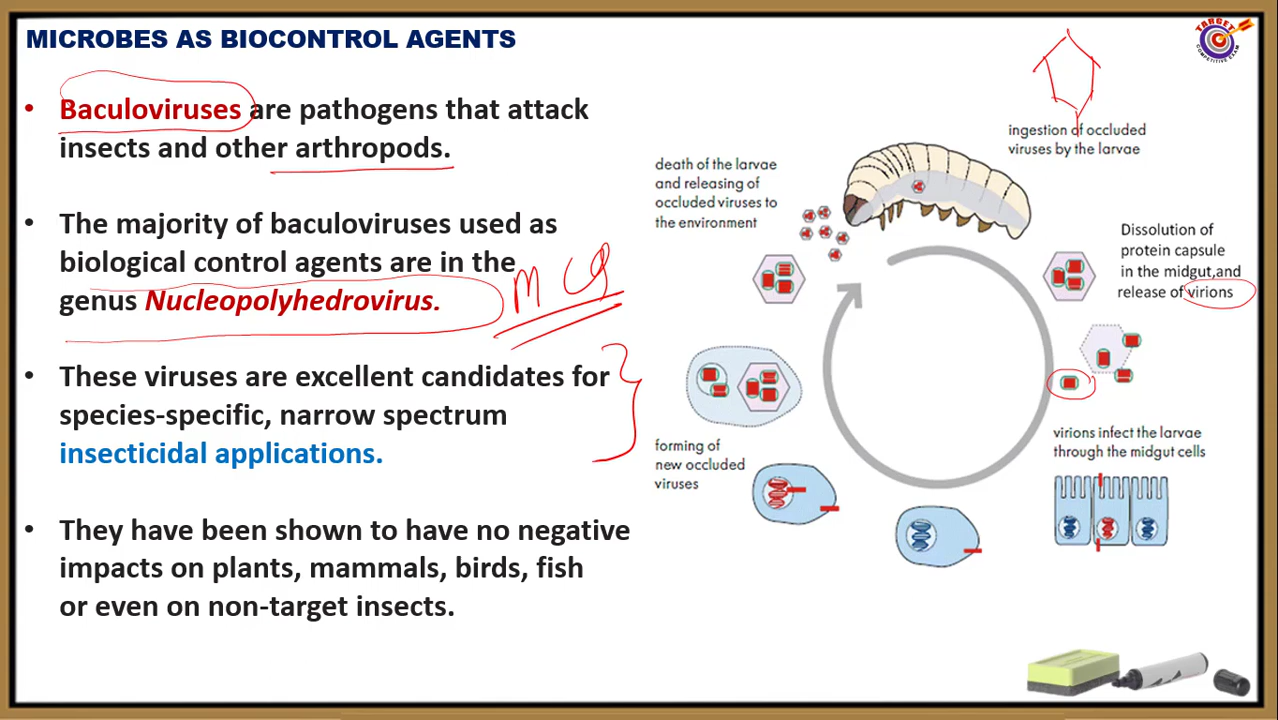 MICROBES AS BIOCONTROL AGENTS
TARGET
COMPETITIVE EXAM
• Baculoviruses are pathogens that attack
insects and other arthropods.
• The majority of baculoviruses used as
biological control agents are in the
genus Nucleopolyhedrovirus.
MCQ
• These viruses are excellent candidates for
species-specific, narrow spectrum
insecticidal applications.
• They have been shown to have no negative
impacts on plants, mammals, birds, fish
or even on non-target insects.
ingestion of occluded
viruses by the larvae
death of the larvae
and releasing of
occluded viruses to
the environment
Dissolution of
protein capsule
in the midgut,and
release of virions
virions infect the larvae
through the midgut cells
forming of
new occluded
viruses